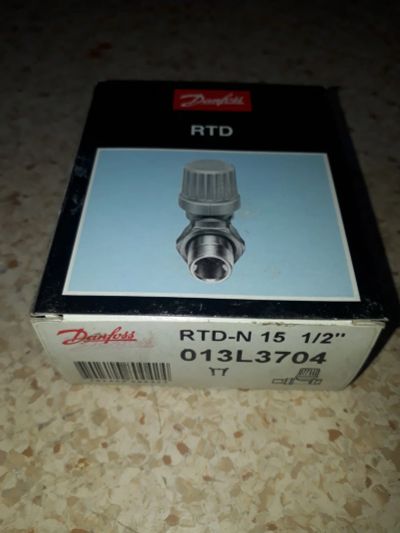 Danfoss
RTD
Danfoss
RTD-N 15 1/2"
013L3704